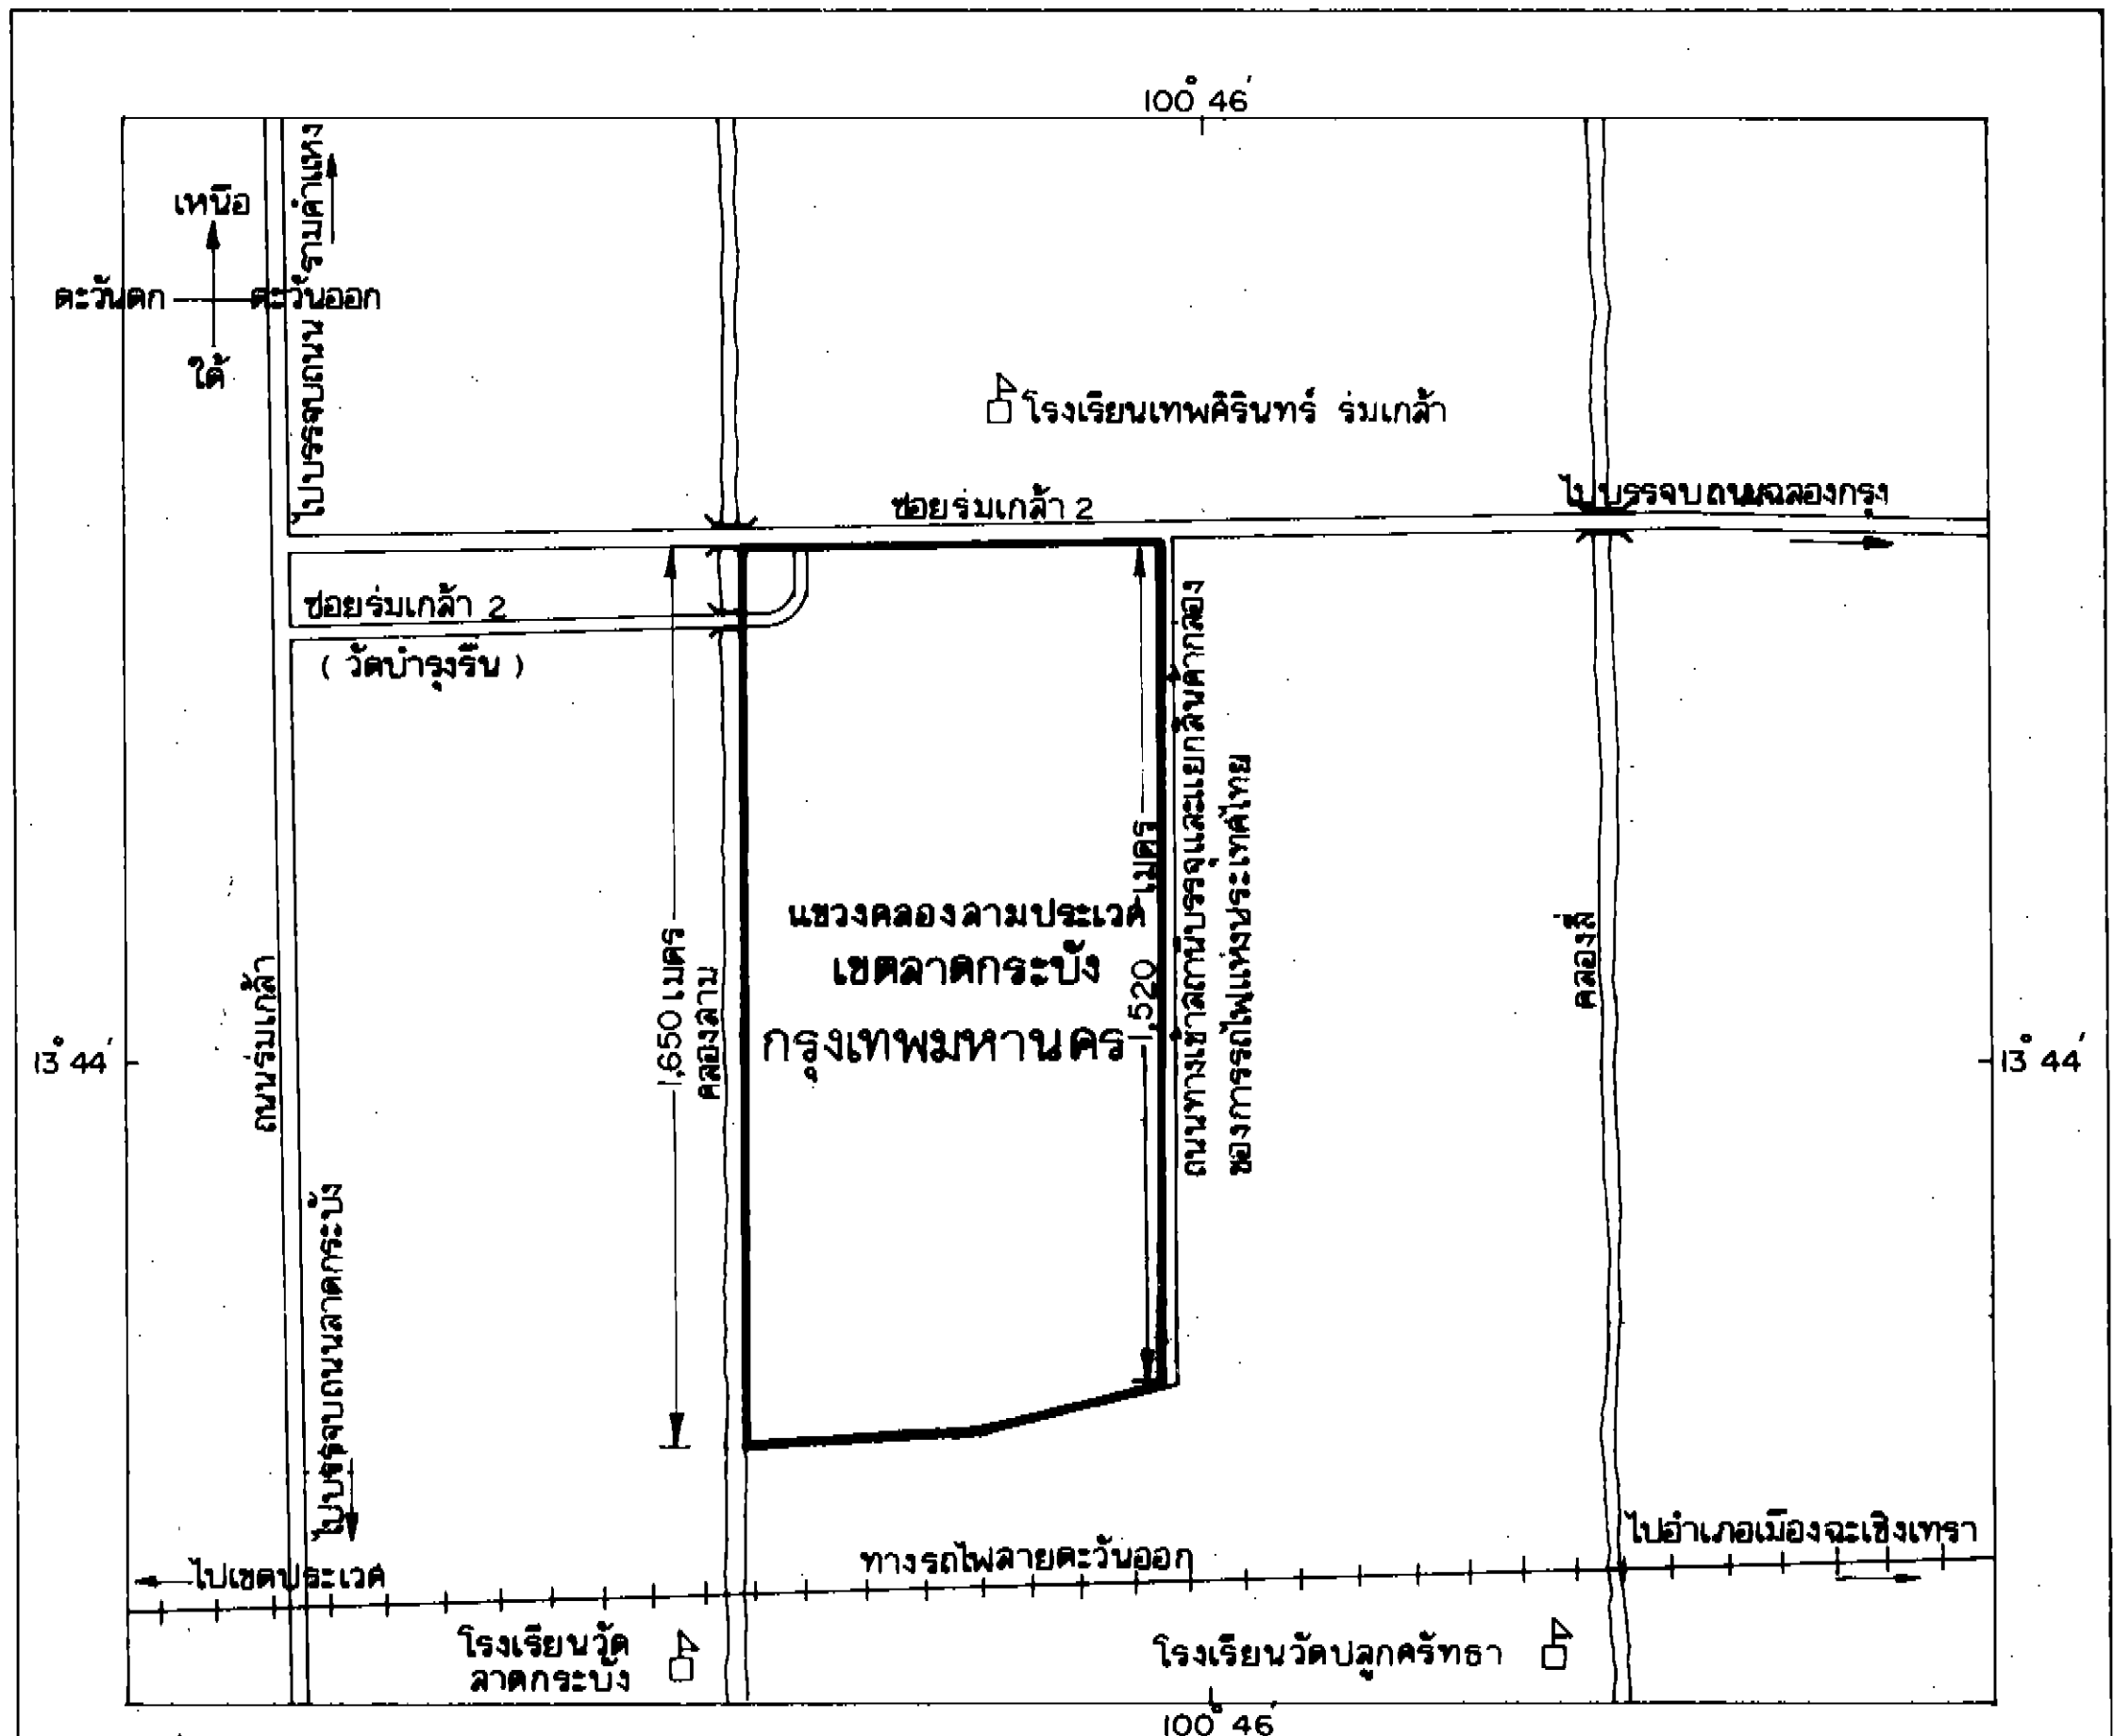 100° 46′
เหนือ
ตะวันตก
ตะวันออก
ใต้
ไปบรรจบถนนรามคำแหง
โรงเรียนเทพศิรินทร์ ร่มเกล้า
ซอยร่มเกล้า 2
ไปบรรจบถนนฉลองกรุง
ซอยร่มเกล้า 2
( วัดบำรุงรื่น )
1,650 เมตร
คลองสาม
แขวงคลองสามประเวศ
เขตลาดกระบัง
กรุงเทพมหานคร
1,520 เมตร
ถนนทางเข้าสถานีบรรจุและแยกสินค้ากล่อง
ของการรถไฟแห่งประเทศไทย
คลองสี่
ถนนร่มเกล้า
13° 44′
13° 44′
ไปบรรจบถนนลาดกระบัง
ไปเขตประเวศ
ทางรถไฟสายตะวันออก
ไปอำเภอเมืองฉะเชิงเทรา
โรงเรียนวัด
ลาดกระบัง
โรงเรียนวัดปลูกศรัทธา
100° 46′